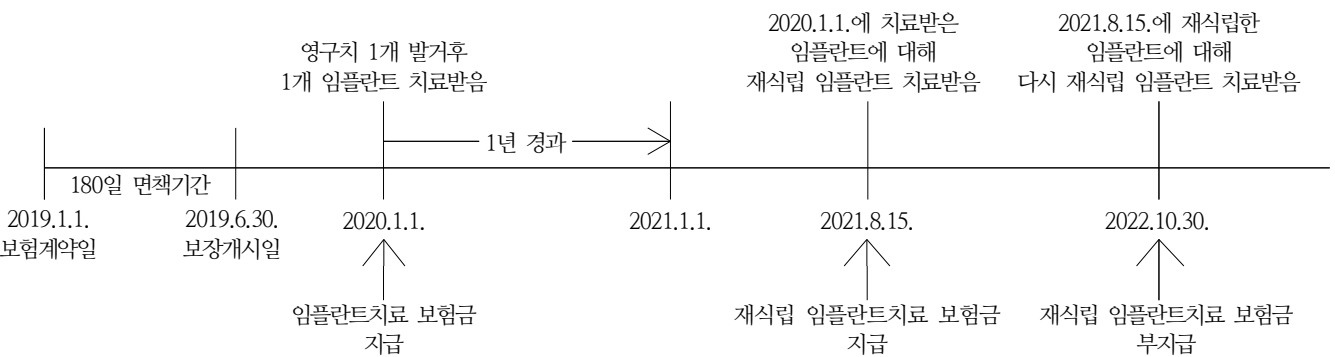 영구치 1개 발거후
1개 임플란트 치료받음
2020.1.1.에 치료받은
임플란트에 대해
재식립 임플란트 치료받음
2021.8.15.에 재식립한
임플란트에 대해
다시 재식립 임플란트 치료받음
1년 경과
180일 면책기간
2019.1.1.
보험계약일
2019.6.30.
보장개시일
2020.1.1.
2021.1.1.
2021.8.15.
2022.10.30.
임플란트치료 보험금
지급
재식립 임플란트치료 보험금
지급
재식립 임플란트치료 보험금
부지급